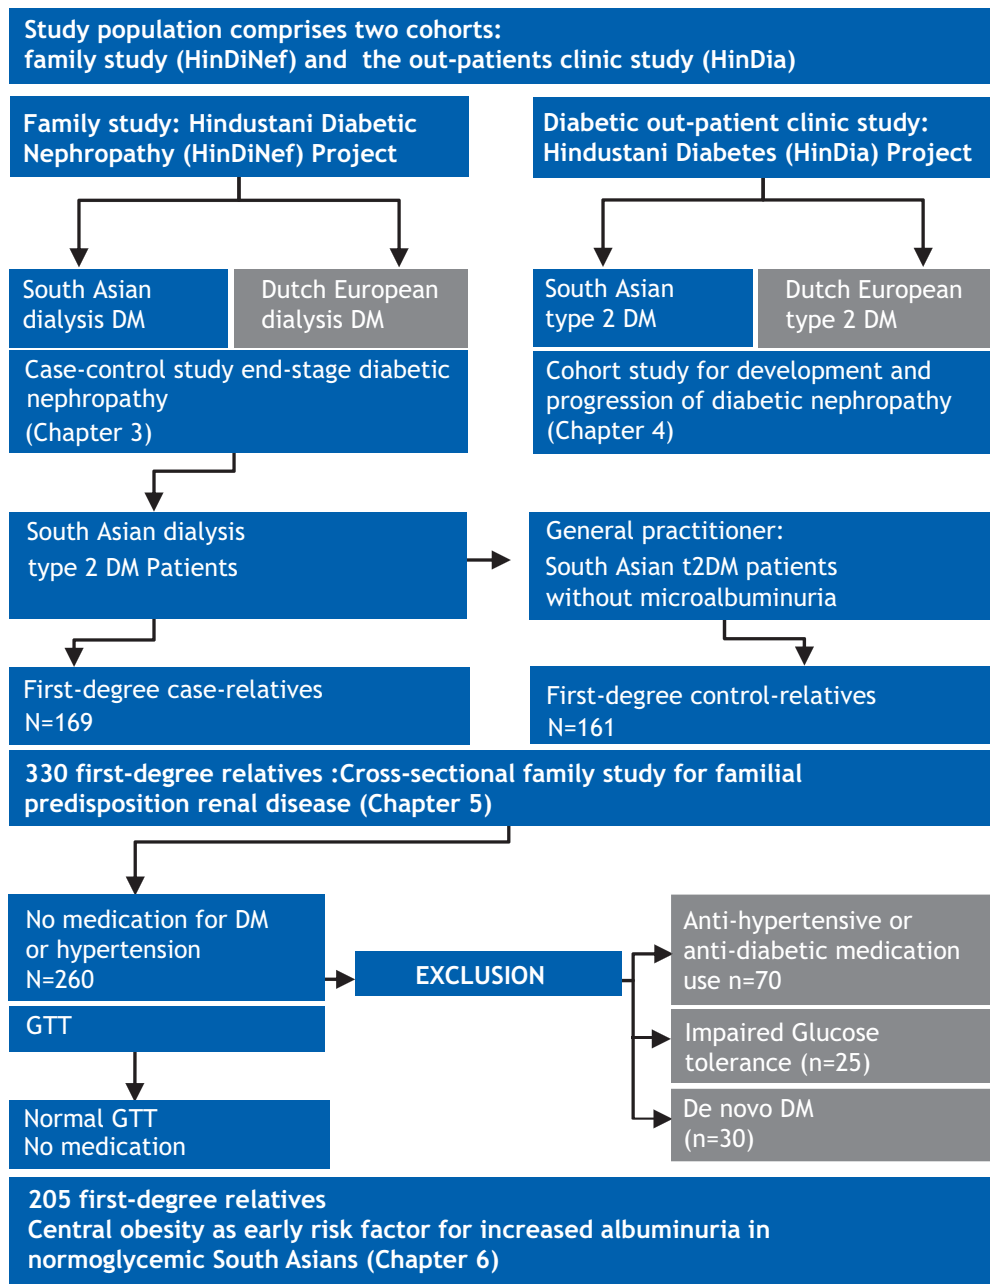 Study population comprises two cohorts:
family study (HinDiNef) and the out-patients clinic study (HinDia)
Family study: Hindustani Diabetic
Nephropathy (HinDiNef) Project
Diabetic out-patient clinic study:
Hindustani Diabetes (HinDia) Project
South Asian
dialysis DM
Dutch European
dialysis DM
South Asian
type 2 DM
Dutch European
type 2 DM
Case-control study end-stage diabetic
nephropathy
(Chapter 3)
Cohort study for development and
progression of diabetic nephropathy
(Chapter 4)
South Asian dialysis
type 2 DM Patients
General practitioner:
South Asian t2DM patients
without microalbuminuria
First-degree case-relatives
N=169
First-degree control-relatives
N=161
330 first-degree relatives :Cross-sectional family study for familial
predisposition renal disease (Chapter 5)
No medication for DM
or hypertension
N=260
GTT
EXCLUSION
Anti-hypertensive or
anti-diabetic medication
use n=70
Impaired Glucose
tolerance (n=25)
De novo DM
(n=30)
Normal GTT
No medication
205 first-degree relatives
Central obesity as early risk factor for increased albuminuria in
normoglycemic South Asians (Chapter 6)